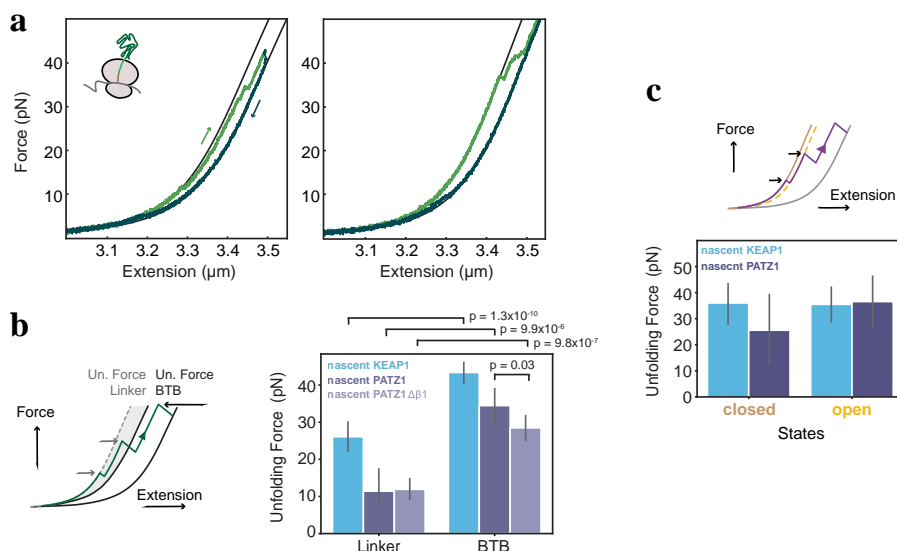 a
Force (pN)
40
30
20
10
3.1
3.2
3.3
3.4
3.5
Extension (μm)
40
30
20
10
3.1
3.2
3.3
3.4
3.5
Extension (μm)
b
Un. Force
Linker
Un. Force
BTB
Force
Extension
p = 1.3x10-10
p = 9.9x10-6
p = 9.8x10-7
p = 0.03
nascent KEAP1
nascent PATZ1
nascent PATZ1 Δβ1
Unfolding Force (pN)
40
30
20
10
0
Linker
BTB
c
Force
Extension
nascent KEAP1
nasecnt PATZ1
Unfolding Force (pN)
50
40
30
20
10
0
closed
open
States